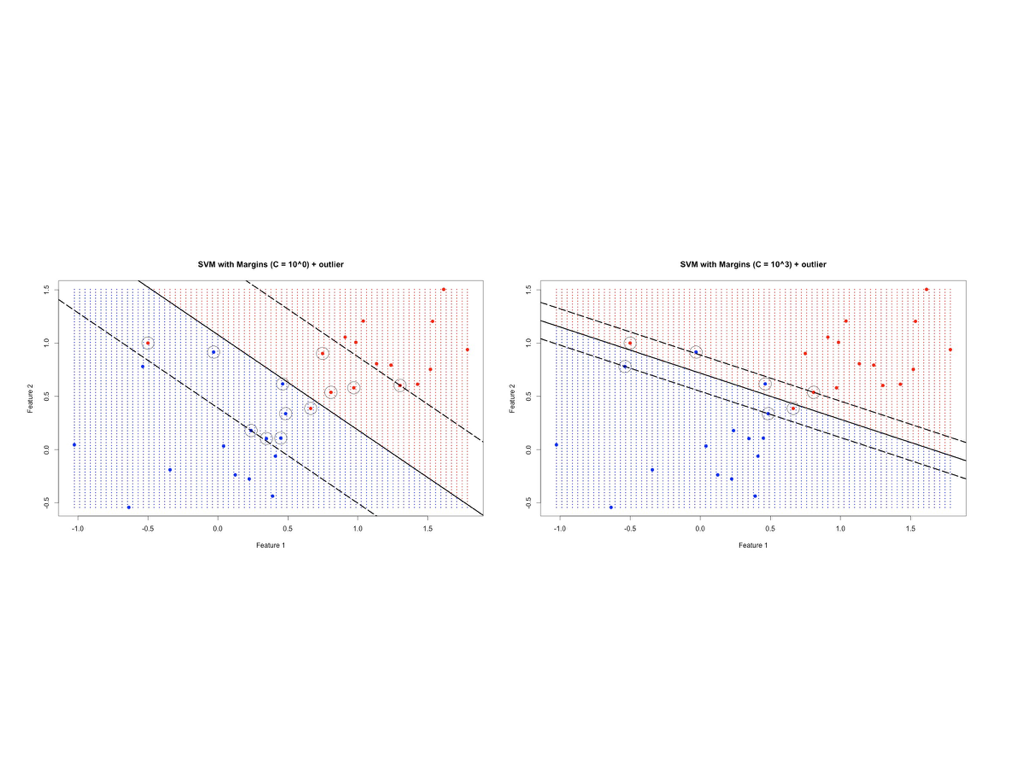 SVM with Margins (C = 10^0) + outlier
1.5
1.0
0.5
0.0
-0.5
Feature 2
-1.0 -0.5 0.0 0.5 1.0 1.5
Feature 1
SVM with Margins (C = 10^3) + outlier
1.5
1.0
0.5
0.0
-0.5
Feature 2
-1.0 -0.5 0.0 0.5 1.0 1.5
Feature 1